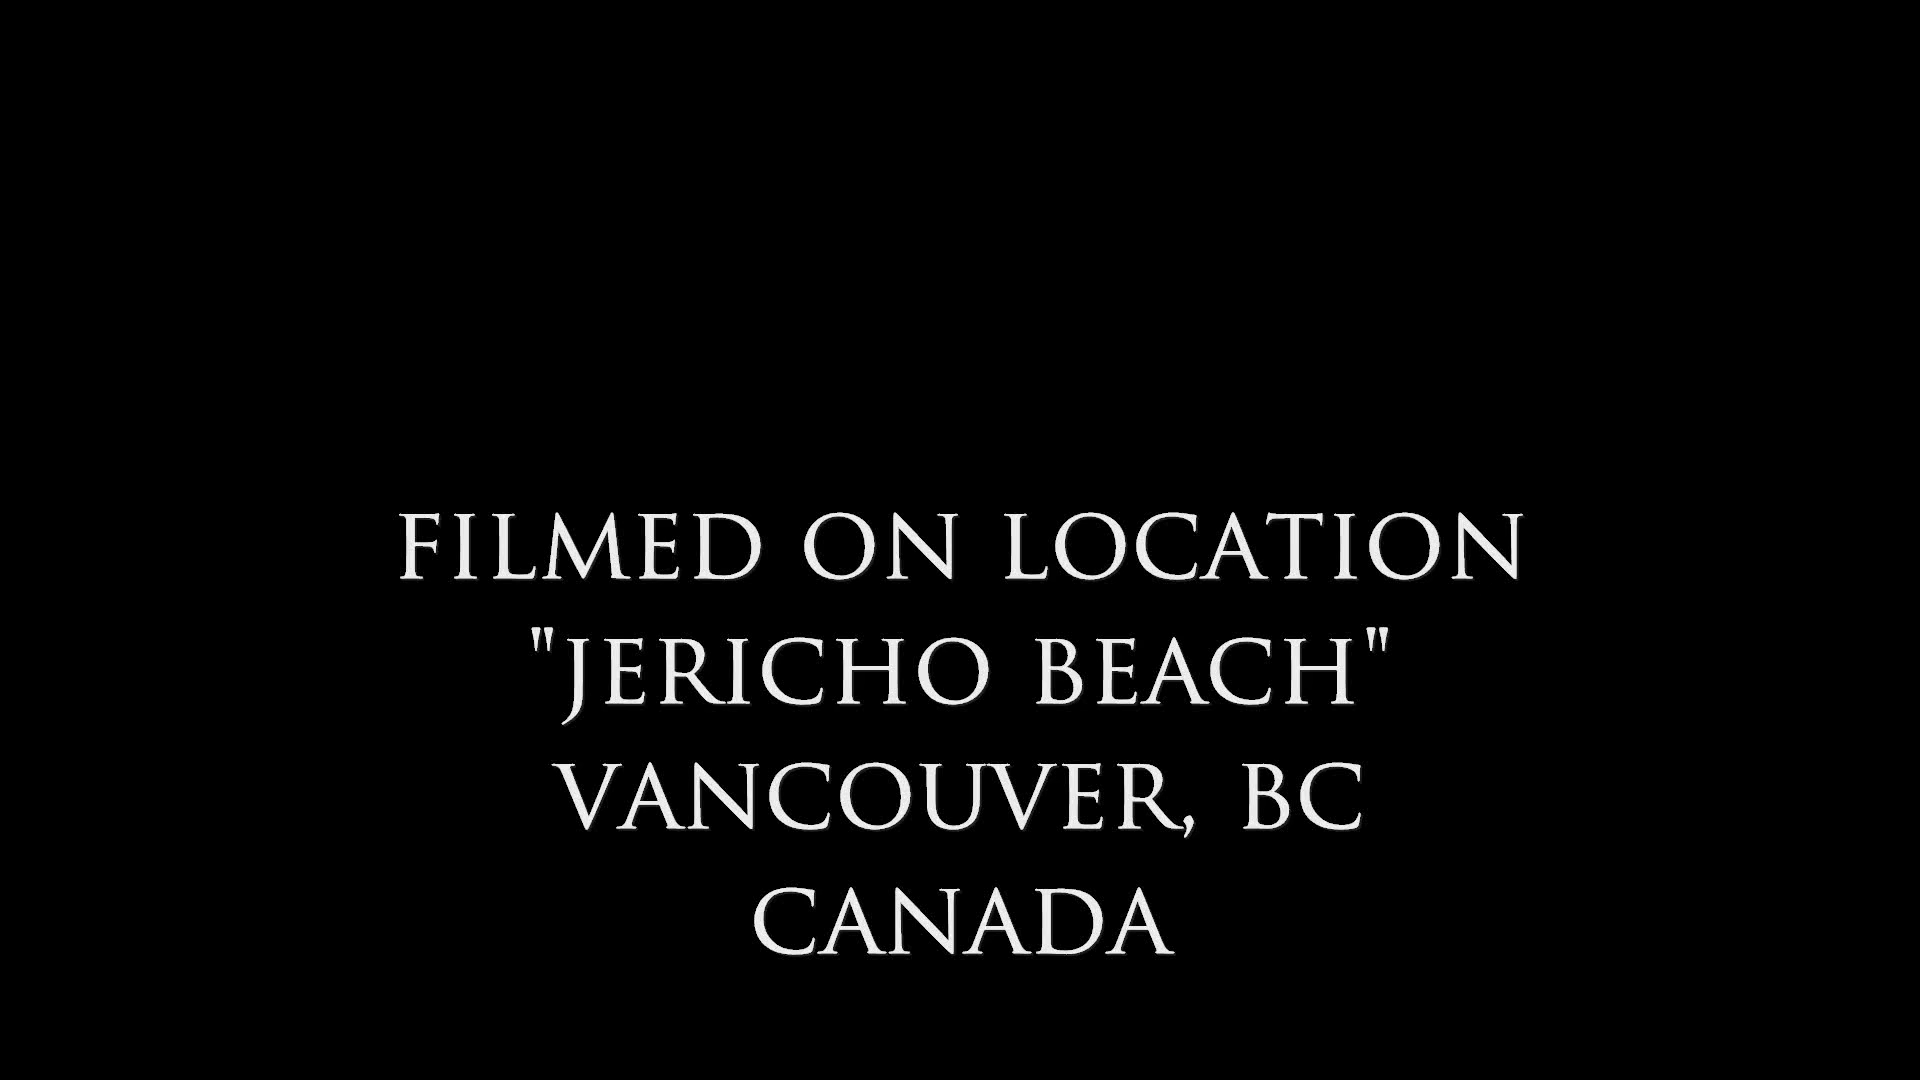 FILMED ON LOCATION
"JERICHO BEACH"
VANCOUVER, BC
CANADA